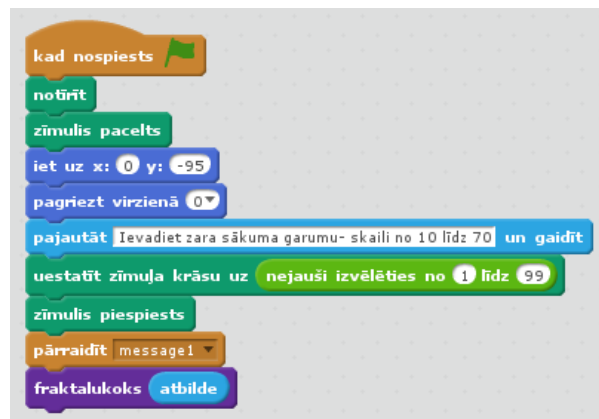 kad nospiests
notīrīt
zīmulis pacelts
iet uz x: 0 y: -95
pagriezt virzienā 0
pajautāt Ievadiet zara sākuma garumu- skaili no 10 līdz 70 un gaidīt
uestatīt zīmuļa krāsu uz nejauši izvēlēties no 1 līdz 99
zīmulis piespiests
pārraidīt message1
fraktalukoks atbilde